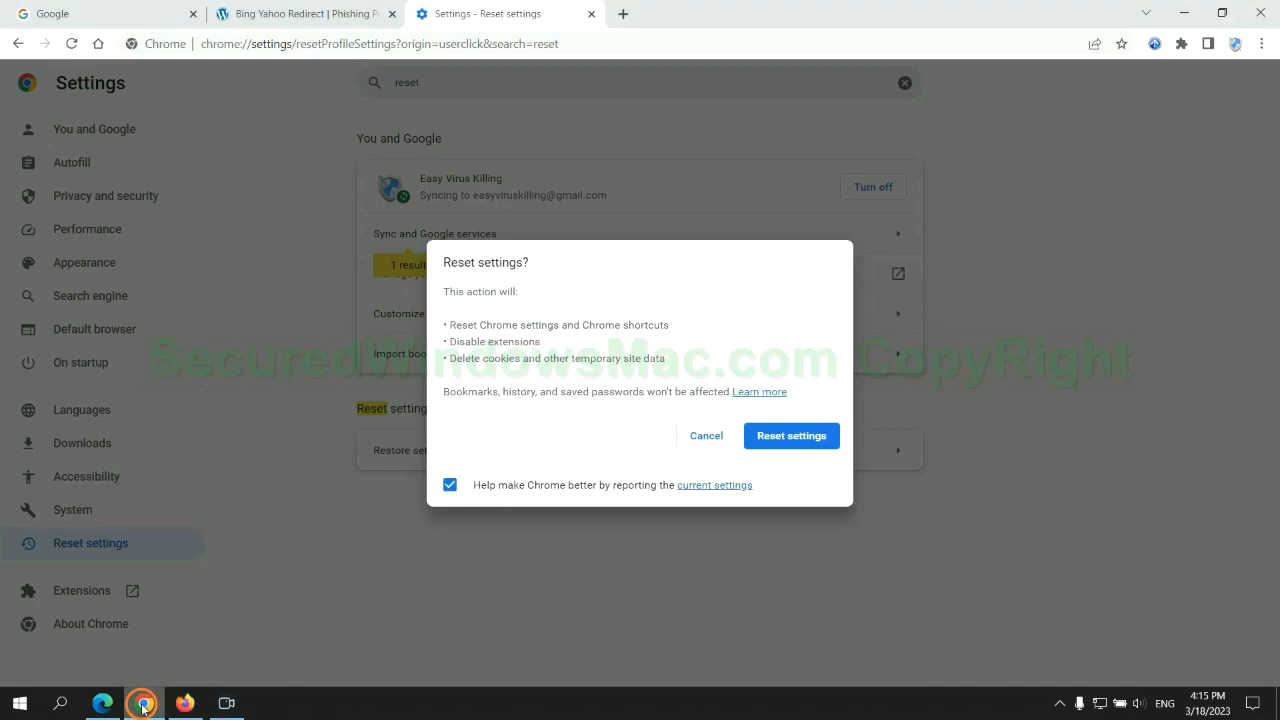 Google
Bing Yahoo Redirect | Phishing P
Settings - Reset settings
Chrome
chrome://settings/resetProfileSettings?origin=userclick&search=reset
Settings
reset
You and Google
Autofill
Privacy and security
Performance
Appearance
Search engine
Default browser
On startup
Languages
Downloads
Accessibility
System
Reset settings
Extensions
About Chrome
You and Google
Easy Virus Killing
Syncing to easyviruskilling@gmail.com
Turn off
Sync and Google services
1 result
Customize
Import boo
Reset setting
Restore set
Reset settings?
This action will:
• Reset Chrome settings and Chrome shortcuts
• Disable extensions
• Delete cookies and other temporary site data
Bookmarks, history, and saved passwords won't be affected. Learn more
Cancel
Reset settings
Help make Chrome better by reporting the current settings
SecuredWindowsMac.com CopyRight
ENG
4:15 PM
3/18/2023